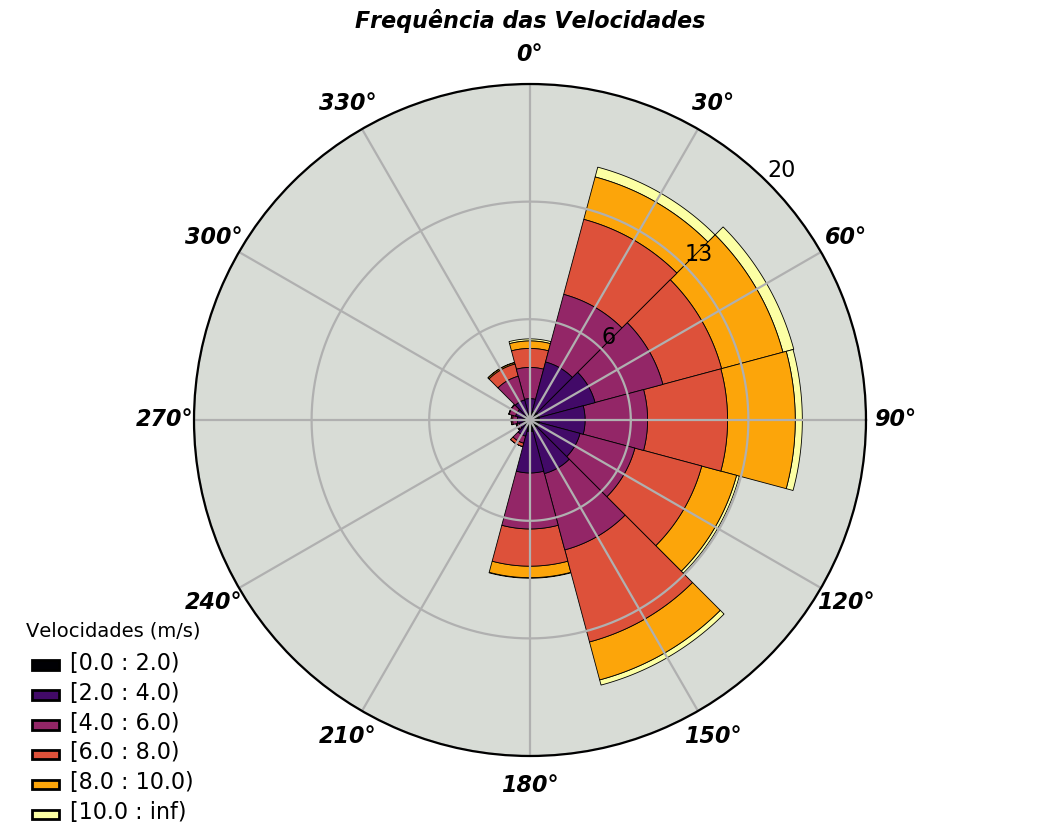 Frequência das Velocidades
0°
330°
30°
20
300°
60°
13
6
270°
90°
240°
120°
Velocidades (m/s)
[0.0 : 2.0)
[2.0 : 4.0)
[4.0 : 6.0)
210°
150°
[6.0 : 8.0)
180°
[8.0 : 10.0)
[10.0 : inf)